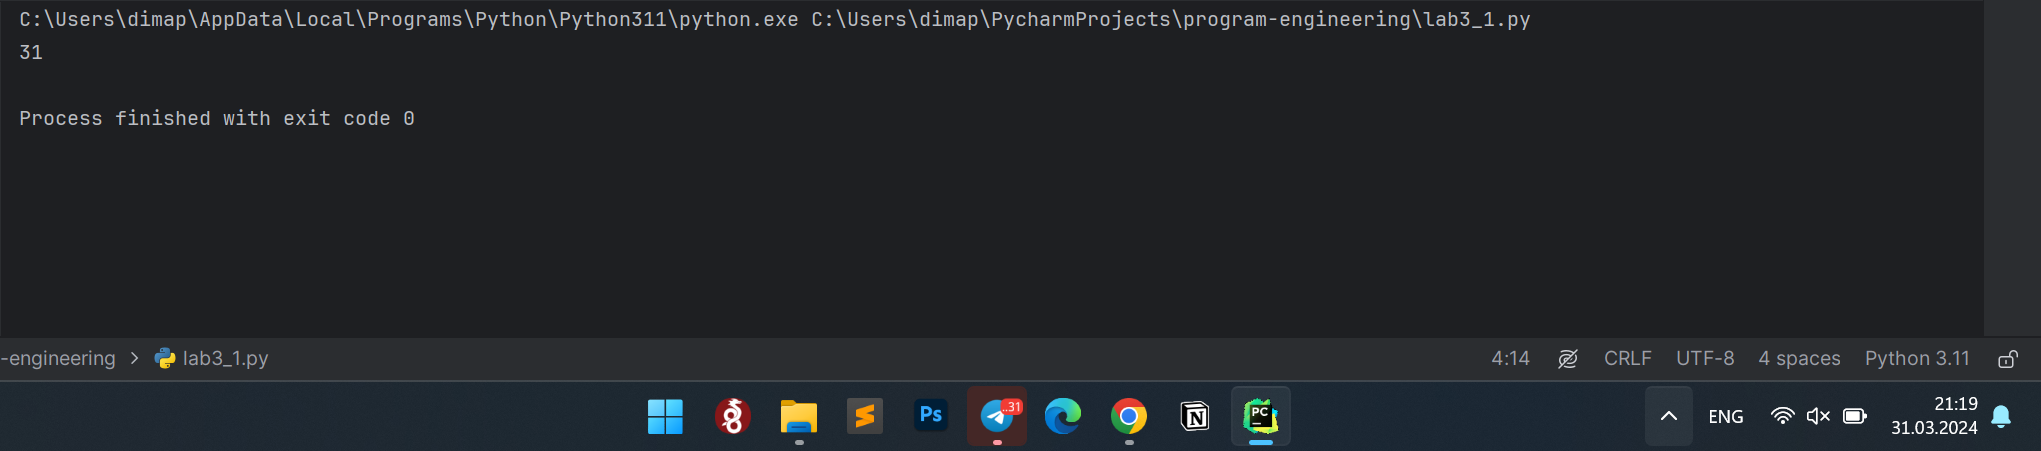 C:\Users\dimap\AppData\Local\Programs\Python\Python311\python.exe C:\Users\dimap\PycharmProjects\program-engineering\lab3_1.py
31
Process finished with exit code 0
-engineering > lab3_1.py 4:14 CRLF UTF-8 4 spaces Python 3.11
Ps ..31 N PC ENG 21:19
31.03.2024